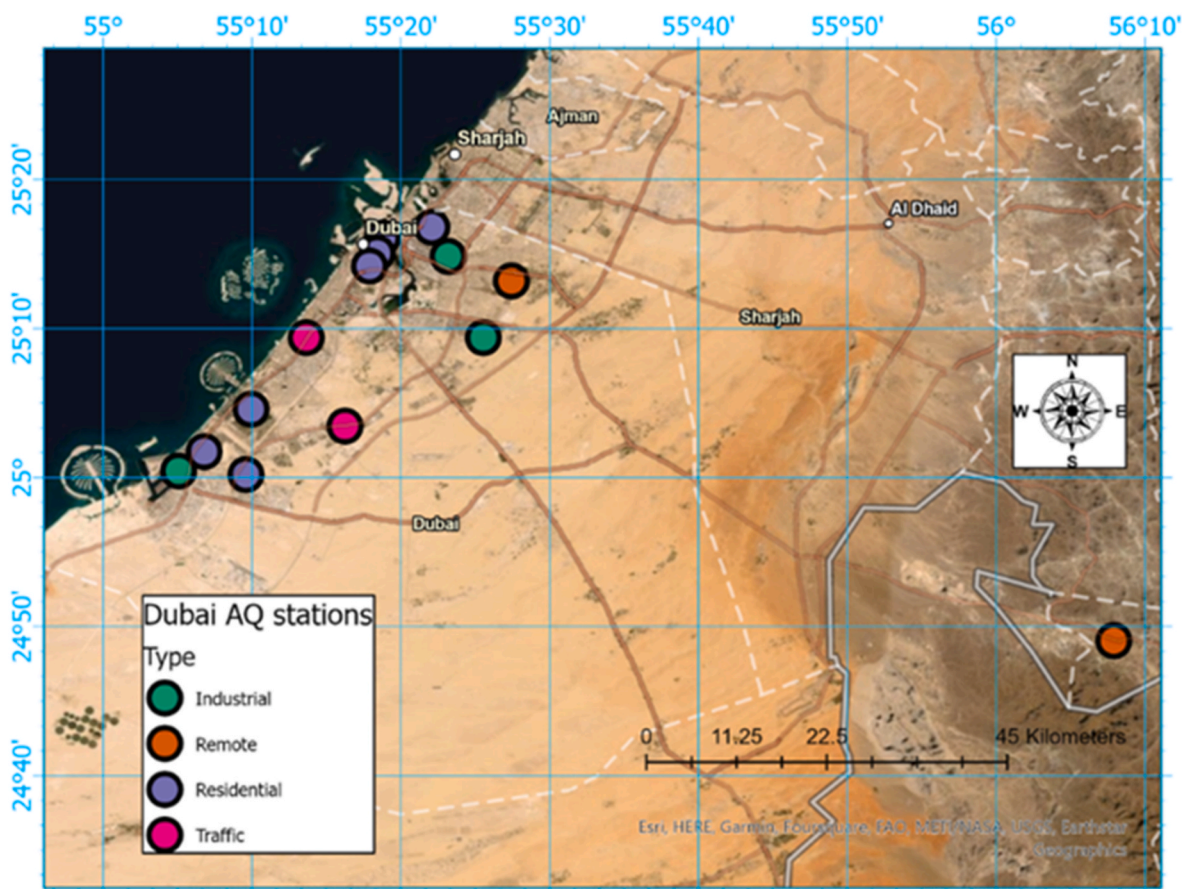 55° 55°10' 55°20' 55°30' 55°40' 55°50' 56° 56°10'
Ajman
Sharjah
25°20'
Al Dhaid
Dubai
Sharjah
25°10'
N
W E
S
25°
Dubai
24°50'
Dubai AQ stations
Type
Industrial
Remote
Residential
Traffic
0 11.25 22.5 45 Kilometers
24°40'
Esri, HERE, Garmin, Foursquare, FAO, METI/NASA, USGS, Earthstar
Geographics